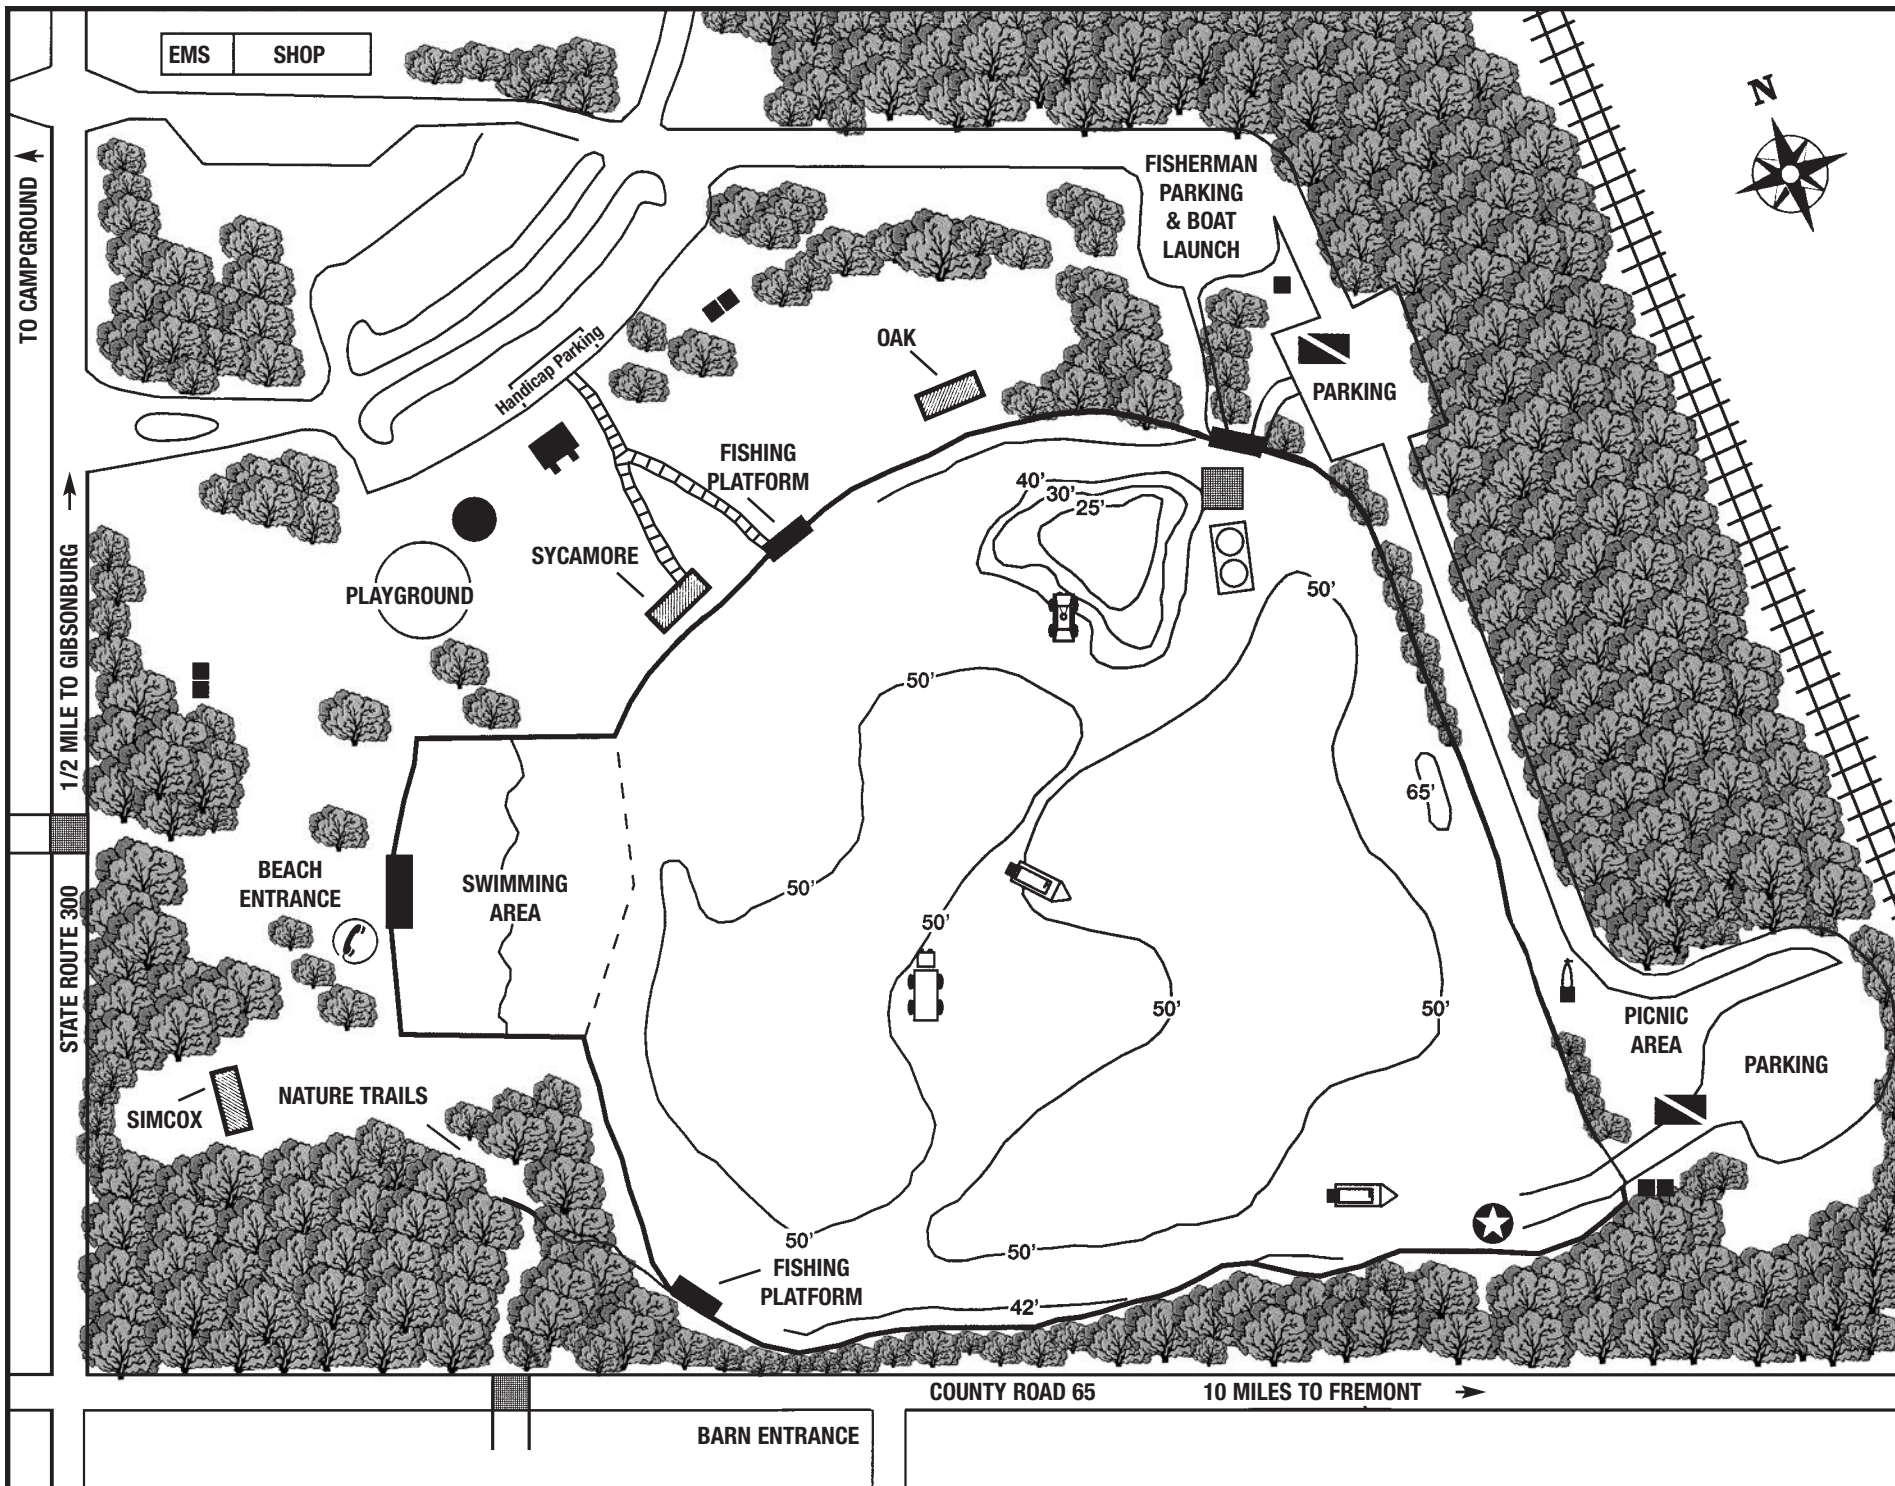 EMS
SHOP
N
FISHERMAN
PARKING
& BOAT
LAUNCH
TO CAMPGROUND
OAK
Handicap Parking
PARKING
FISHING
PLATFORM
40'
30'
25'
SYCAMORE
PLAYGROUND
50'
1/2 MILE TO GIBSONBURG
50'
65'
BEACH
ENTRANCE
SWIMMING
AREA
50'
50'
STATE ROUTE 300
50'
50'
PICNIC
AREA
PARKING
SIMCOX
NATURE TRAILS
50'
50'
FISHING
PLATFORM
42'
COUNTY ROAD 65
10 MILES TO FREMONT
BARN ENTRANCE